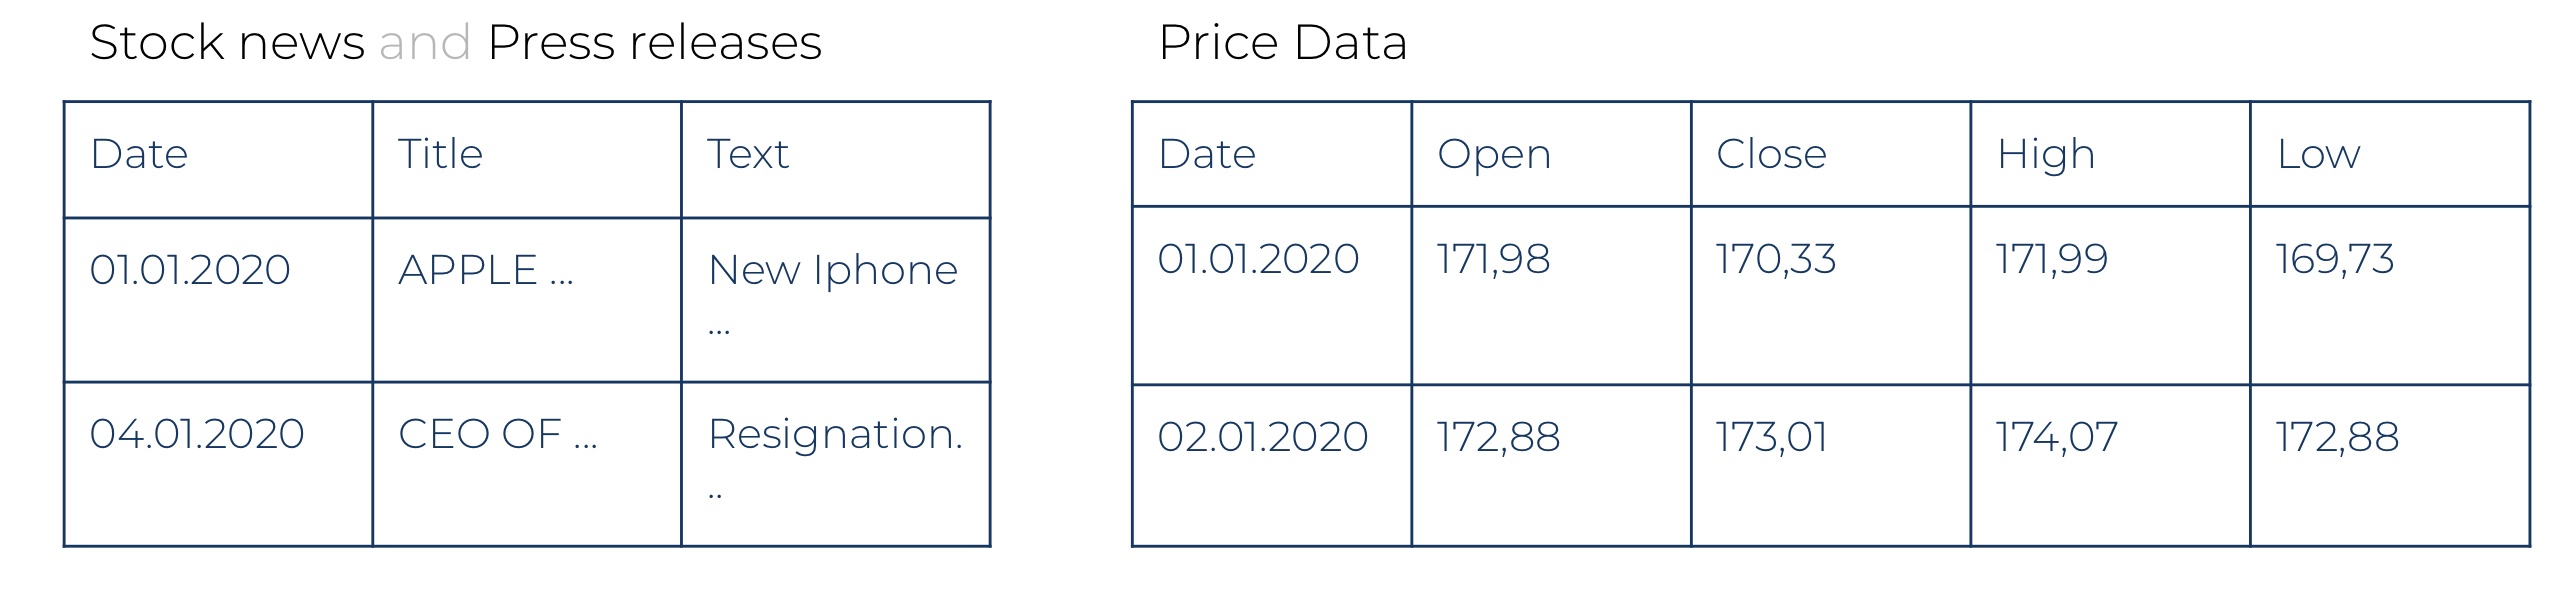 Stock news and Press releases
Date Title Text
01.01.2020 APPLE ... New Iphone
...
04.01.2020 CEO OF ... Resignation.
..
Price Data
Date Open Close High Low
01.01.2020 171,98 170,33 171,99 169,73
02.01.2020 172,88 173,01 174,07 172,88